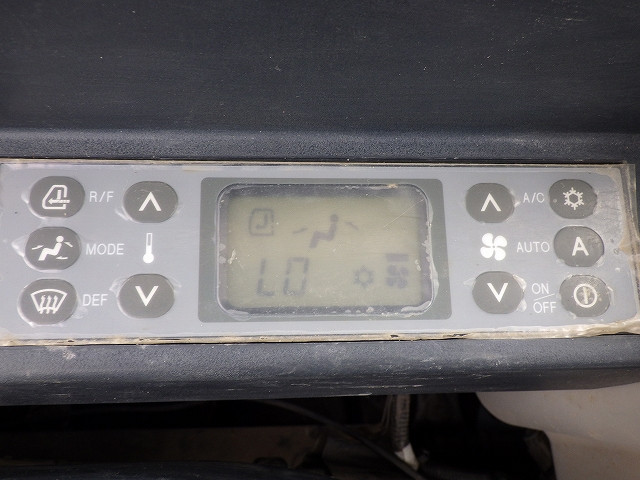 R/F
A/C
MODE
AUTO
A
DEF
LO
ON
OFF